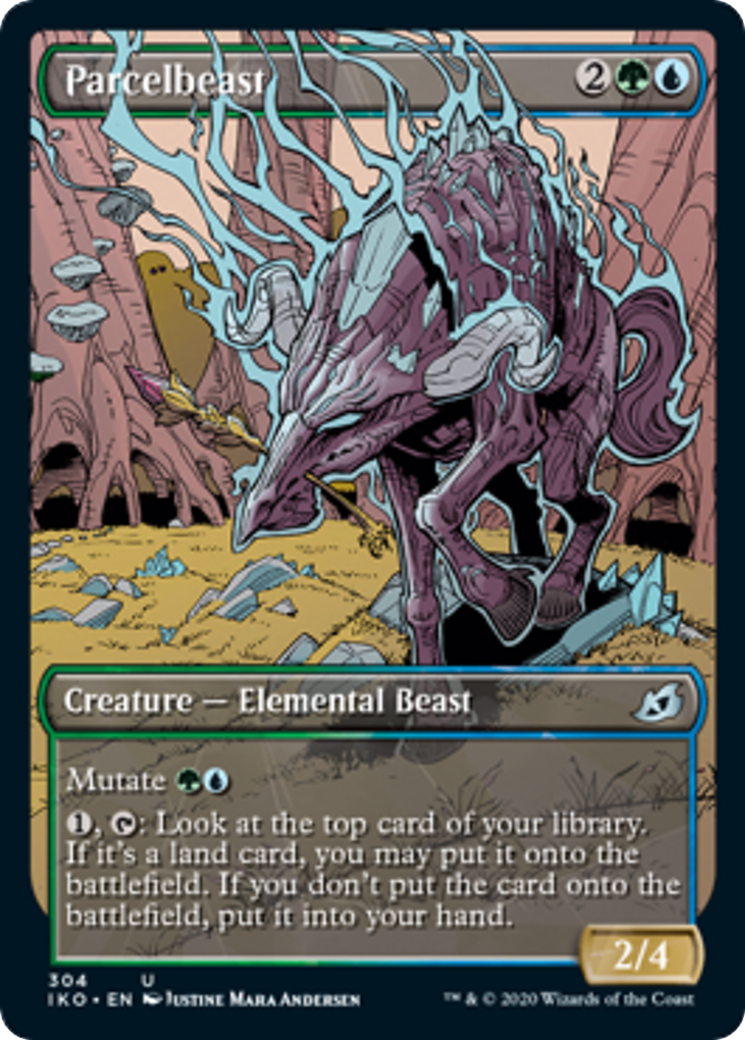 Parcelbeast 2
Creature — Elemental Beast
Mutate
1, : Look at the top card of your library.
If it's a land card, you may put it onto the
battlefield. If you don't put the card onto the
battlefield, put it into your hand.
2/4
304 U
IKO • EN Justine Mara Andersen ™ & © 2020 Wizards of the Coast